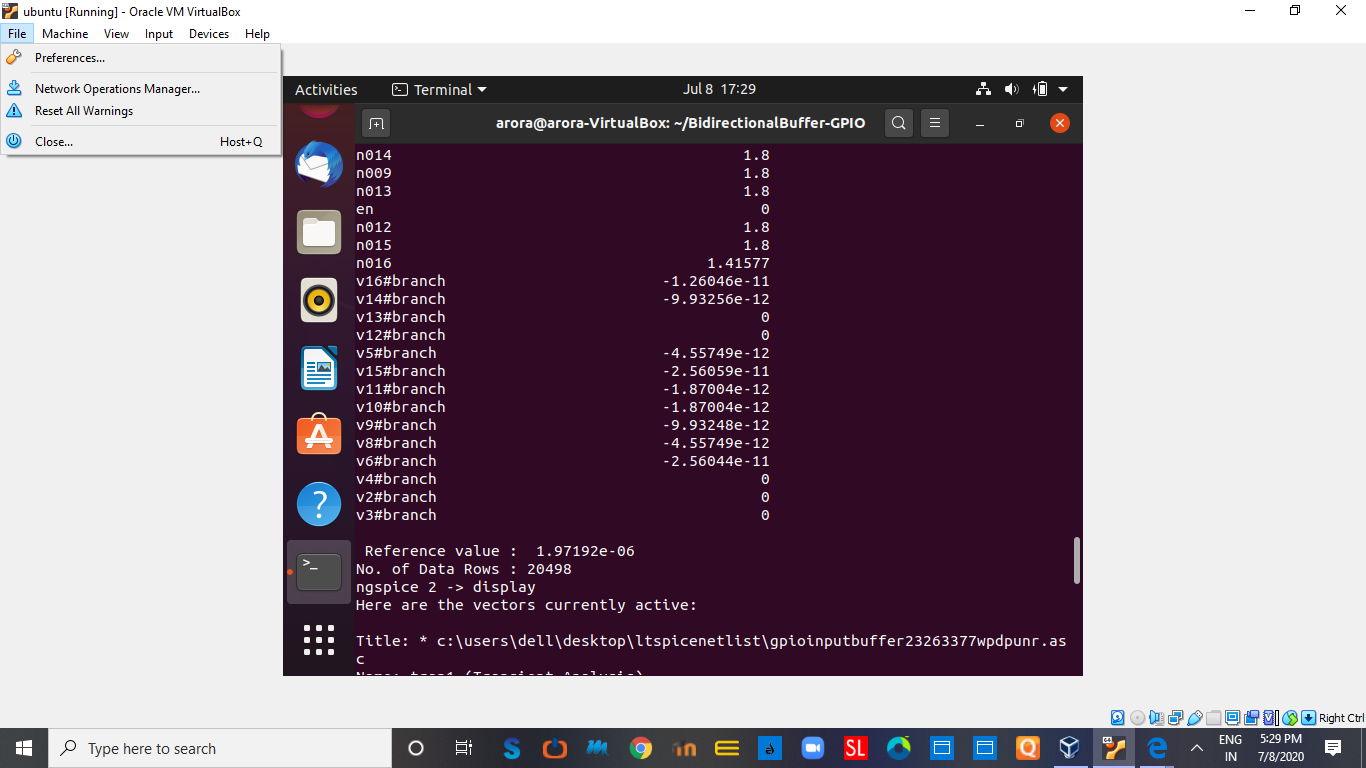 ubuntu [Running] - Oracle VM VirtualBox
File Machine View Input Devices Help
Preferences...
Network Operations Manager...
Reset All Warnings
Close... Host+Q
Activities Terminal Jul 8 17:29
arora@arora-VirtualBox: ~/BidirectionalBuffer-GPIO
n014 1.8
n009 1.8
n013 1.8
en 0
n012 1.8
n015 1.8
n016 1.41577
v16#branch -1.26046e-11
v14#branch -9.93256e-12
v13#branch 0
v12#branch 0
v5#branch -4.55749e-12
v15#branch -2.56059e-11
v11#branch -1.87004e-12
v10#branch -1.87004e-12
v9#branch -9.93248e-12
v8#branch -4.55749e-12
v6#branch -2.56044e-11
v4#branch 0
v2#branch 0
v3#branch 0
Reference value : 1.97192e-06
No. of Data Rows : 20498
ngspice 2 -> display
Here are the vectors currently active:
Title: * c:\users\dell\desktop\ltspicenetlist\gpioinputbuffer23263377wpdpunr.as
c
Name: tran1 (Transient Analysis)
Right Ctrl
Type here to search
SL
ENG
IN
5:29 PM
7/8/2020